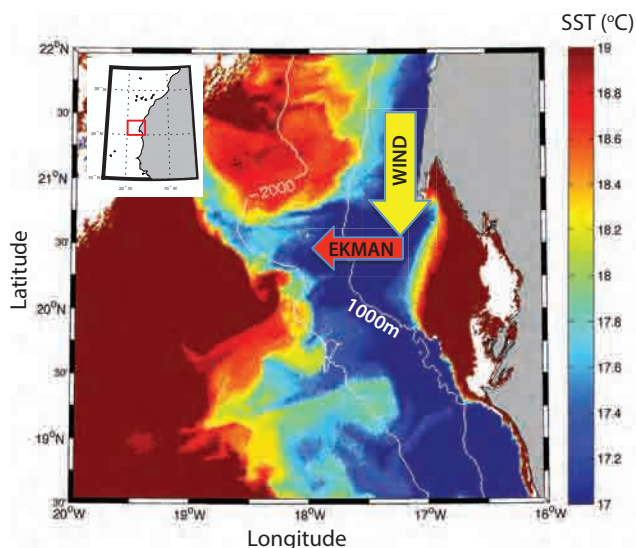 SST (°C)
22°N
30'
21°N
30'
20°N
30'
19°N
30'
20°W
19°W
18°W
17°W
16°W
Latitude
Longitude
WIND
EKMAN
2000
1000m
19
18.8
18.6
18.4
18.2
18
17.8
17.6
17.4
17.2
17